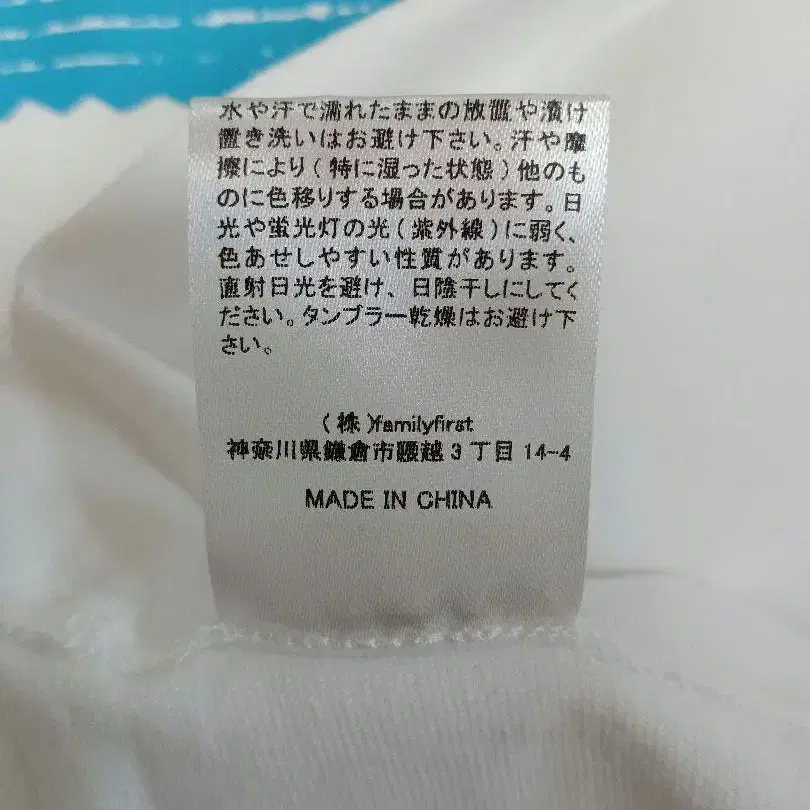 水や汗で濡れたままの放置や漬け
置き洗いはお避け下さい。汗や摩
擦により(特に湿った状態)他のも
のに色移りする場合があります。日
光や蛍光灯の光(紫外線)に弱く、
色あせしやすい性質があります。
直射日光を避け、日陰干しにしてく
ださい。タンブラー乾燥はお避け下
さい。
(株)familyfirst
神奈川県鎌倉市腰越3丁目14-4
MADE IN CHINA